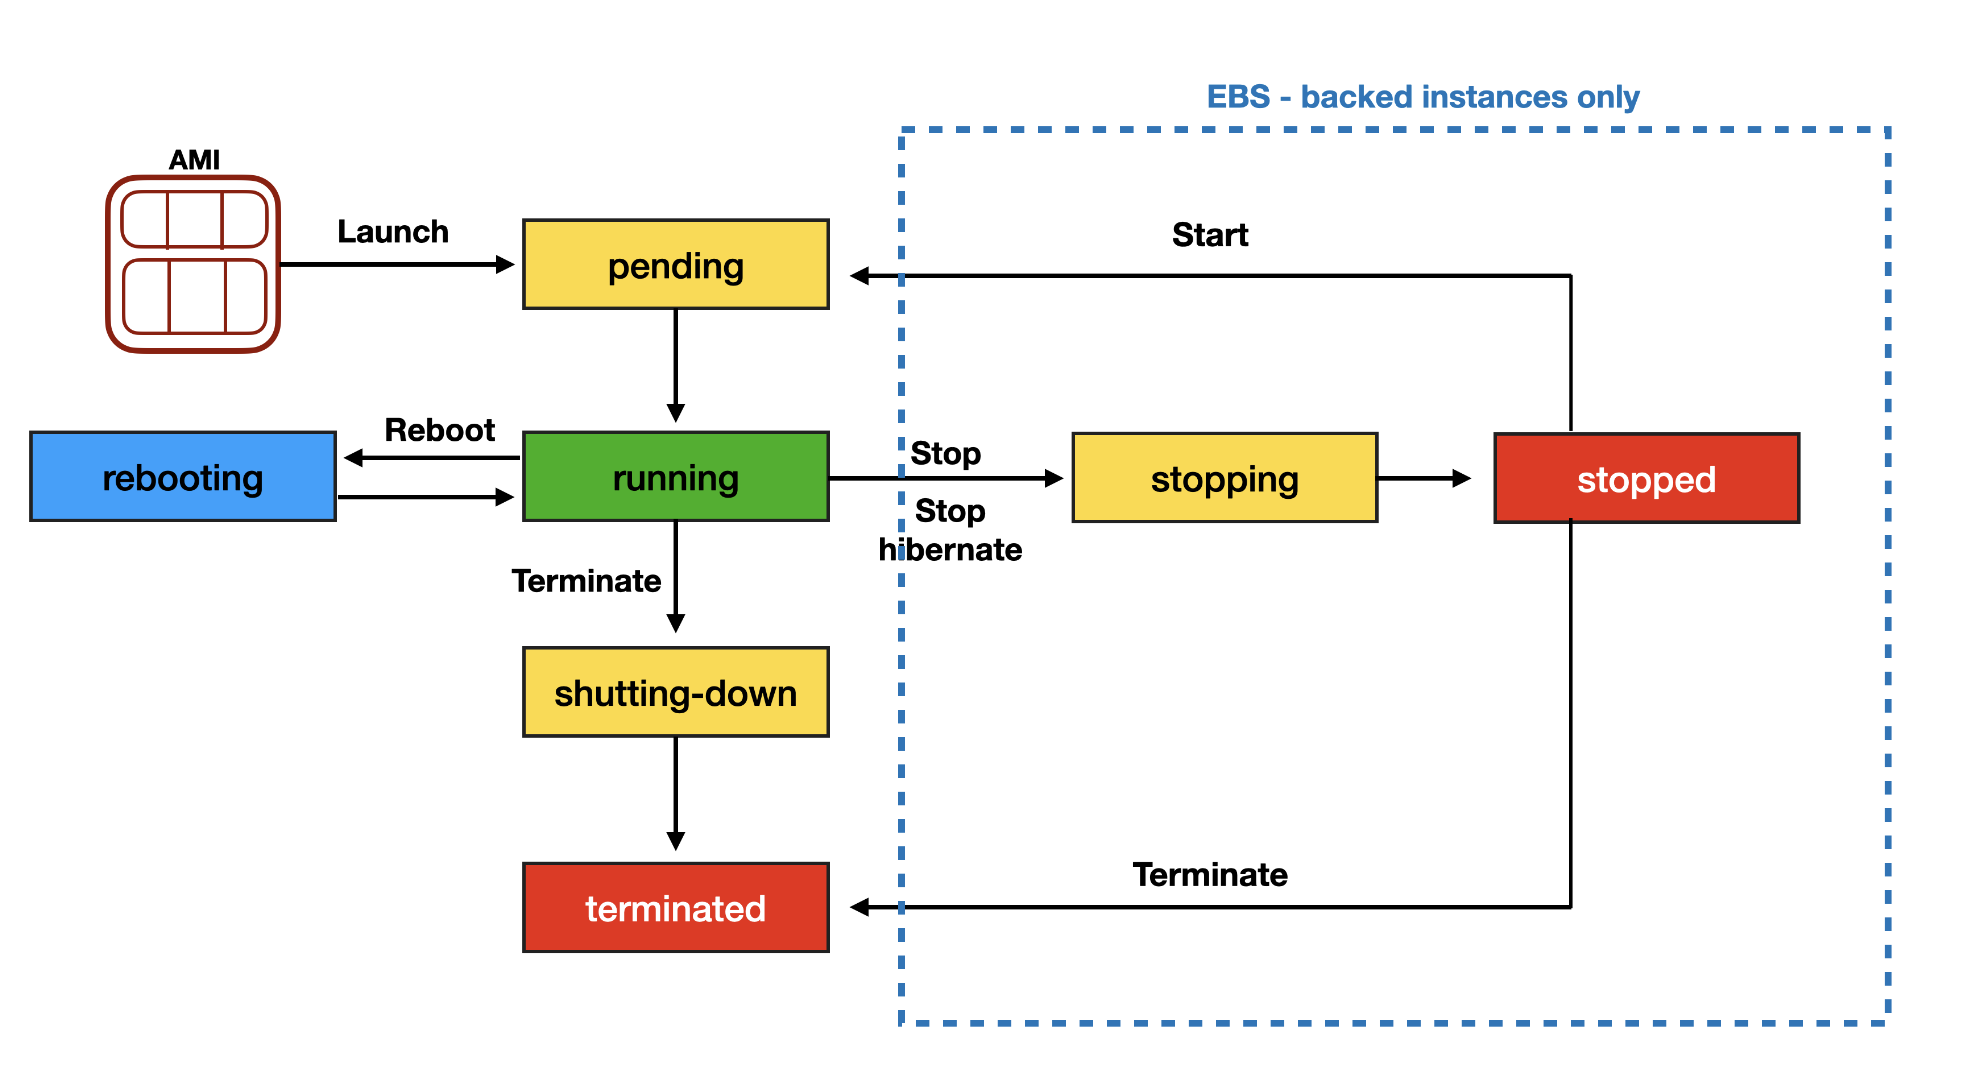 EBS - backed instances only
AMI
Launch
pending
Start
rebooting
Reboot
running
Stop
Stop
hibernate
stopping
stopped
Terminate
shutting-down
terminated
Terminate